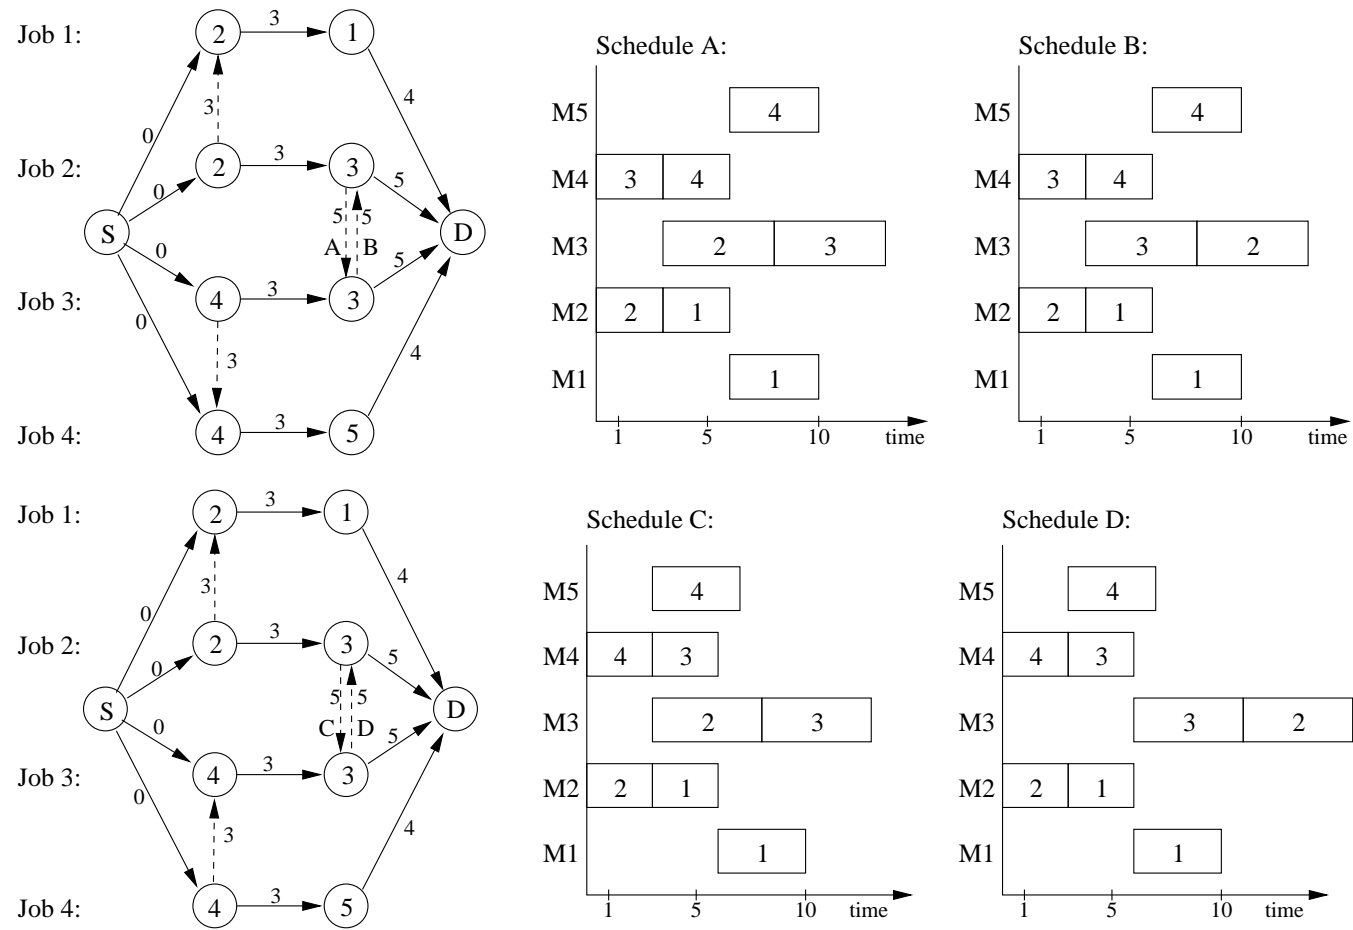 Job 1: 2 3 1
3 4
0
Schedule A:
M5 4
M4 3 4
M3 2 3
M2 2 1
M1 1
1 5 10 time
Schedule B:
M5 4
M4 3 4
M3 3 2
M2 2 1
M1 1
1 5 10 time
Job 2: 2 3 3
0 5
S D
5 5
A B
0 5
Job 3: 4 3 3
0
3 4
Job 4: 4 3 5
Job 1: 2 3 1
3 4
0
Schedule C:
M5 4
M4 4 3
M3 2 3
M2 2 1
M1 1
1 5 10 time
Schedule D:
M5 4
M4 4 3
M3 3 2
M2 2 1
M1 1
1 5 10 time
Job 2: 2 3 3
0 5
S D
5 5
C D
0 5
Job 3: 4 3 3
0
3 4
Job 4: 4 3 5